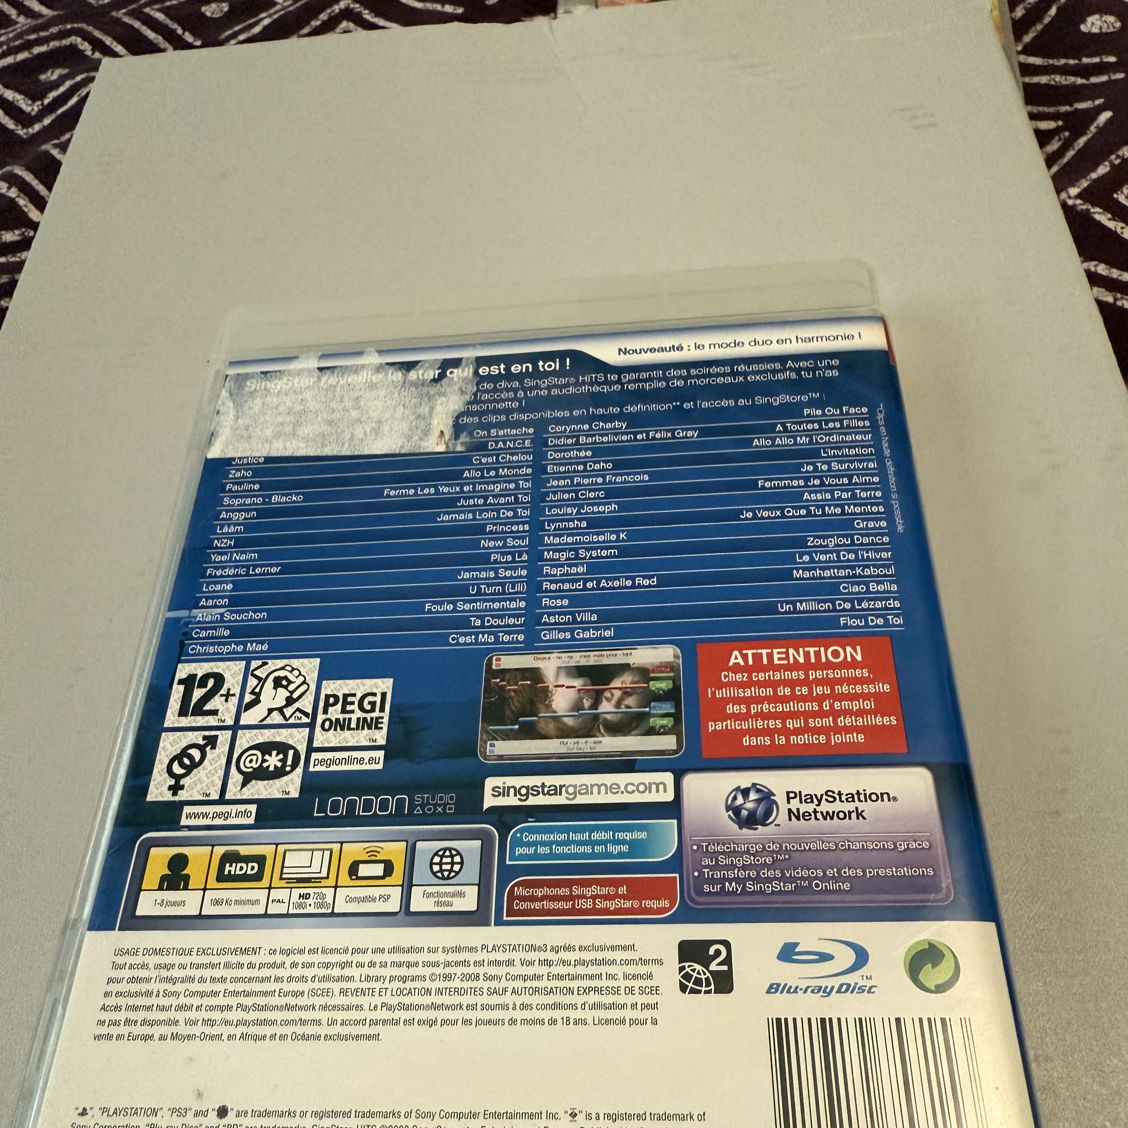 Nouveauté : le mode duo en harmonie !
SingStar réveille le star qui est en toi !
de diva, SingStar® HITS te garantit des soirées réussies. Avec une
l'accès à une audiothèque remplie de morceaux exclusifs, tu n'as
nsonnette !
des clips disponibles en haute définition** et l'accès au SingStore™ :
On S'attache
D.A.N.C.E.
Justice C'est Chelou
Zaho Allo Le Monde
Pauline Ferme Les Yeux et Imagine Toi
Soprano - Blacko Juste Avant Toi
Anggun Jamais Loin De Toi
Lââm Princess
NZH New Soul
Yael Naim Plus Là
Frédéric Lerner Jamais Seule
Loane U Turn (Lili)
Aaron Foule Sentimentale
Alain Souchon Ta Douleur
Camille C'est Ma Terre
Christophe Maé
Corynne Charby Pile Ou Face
Didier Barbelivien et Félix Gray A Toutes Les Filles
Dorothée Allo Allo Mr l'Ordinateur
Etienne Daho L'invitation
Jean Pierre Francois Je Te Survivrai
Julien Clerc Femmes Je Vous Aime
Louisy Joseph Assis Par Terre
Lynnsha Je Veux Que Tu Me Mentes
Mademoiselle K Grave
Magic System Zouglou Dance
Raphaël Le Vent De l'Hiver
Renaud et Axelle Red Manhattan-Kaboul
Rose Ciao Bella
Aston Villa Un Million De Lézards
Gilles Gabriel Flou De Toi
12+
PEGI
ONLINE
pegionline.eu
@*!
www.pegi.info
LONDON STUDIO
ATTENTION
Chez certaines personnes,
l'utilisation de ce jeu nécessite
des précautions d'emploi
particulières qui sont détaillées
dans la notice jointe
singstargame.com
* Connexion haut débit requise
pour les fonctions en ligne
Microphones SingStar® et
Convertisseur USB SingStar® requis
PlayStation®
Network
• Télécharge de nouvelles chansons grâce
au SingStore™*
• Transfère des vidéos et des prestations
sur My SingStar™ Online
1-8 joueurs
HDD
1069 Ko minimum
PAL HD 720p
1080i • 1080p
Compatible PSP
Fonctionnalités
réseau
USAGE DOMESTIQUE EXCLUSIVEMENT : ce logiciel est licencié pour une utilisation sur systèmes PLAYSTATION®3 agréés exclusivement.
Tout accès, usage ou transfert illicite du produit, de son copyright ou de sa marque sous-jacents est interdit. Voir http://eu.playstation.com/terms
pour obtenir l'intégralité du texte concernant les droits d'utilisation. Library programs ©1997-2008 Sony Computer Entertainment Inc. licencié
en exclusivité à Sony Computer Entertainment Europe (SCEE). REVENTE ET LOCATION INTERDITES SAUF AUTORISATION EXPRESSE DE SCEE.
Accès Internet haut débit et compte PlayStation®Network nécessaires. Le PlayStation®Network est soumis à des conditions d'utilisation et peut
ne pas être disponible. Voir http://eu.playstation.com/terms. Un accord parental est exigé pour les joueurs de moins de 18 ans. Licencié pour la
vente en Europe, au Moyen-Orient, en Afrique et en Océanie exclusivement.
2
Blu-ray Disc™
"PLAYSTATION", "PS3" and " " are trademarks or registered trademarks of Sony Computer Entertainment Inc. " " is a registered trademark of